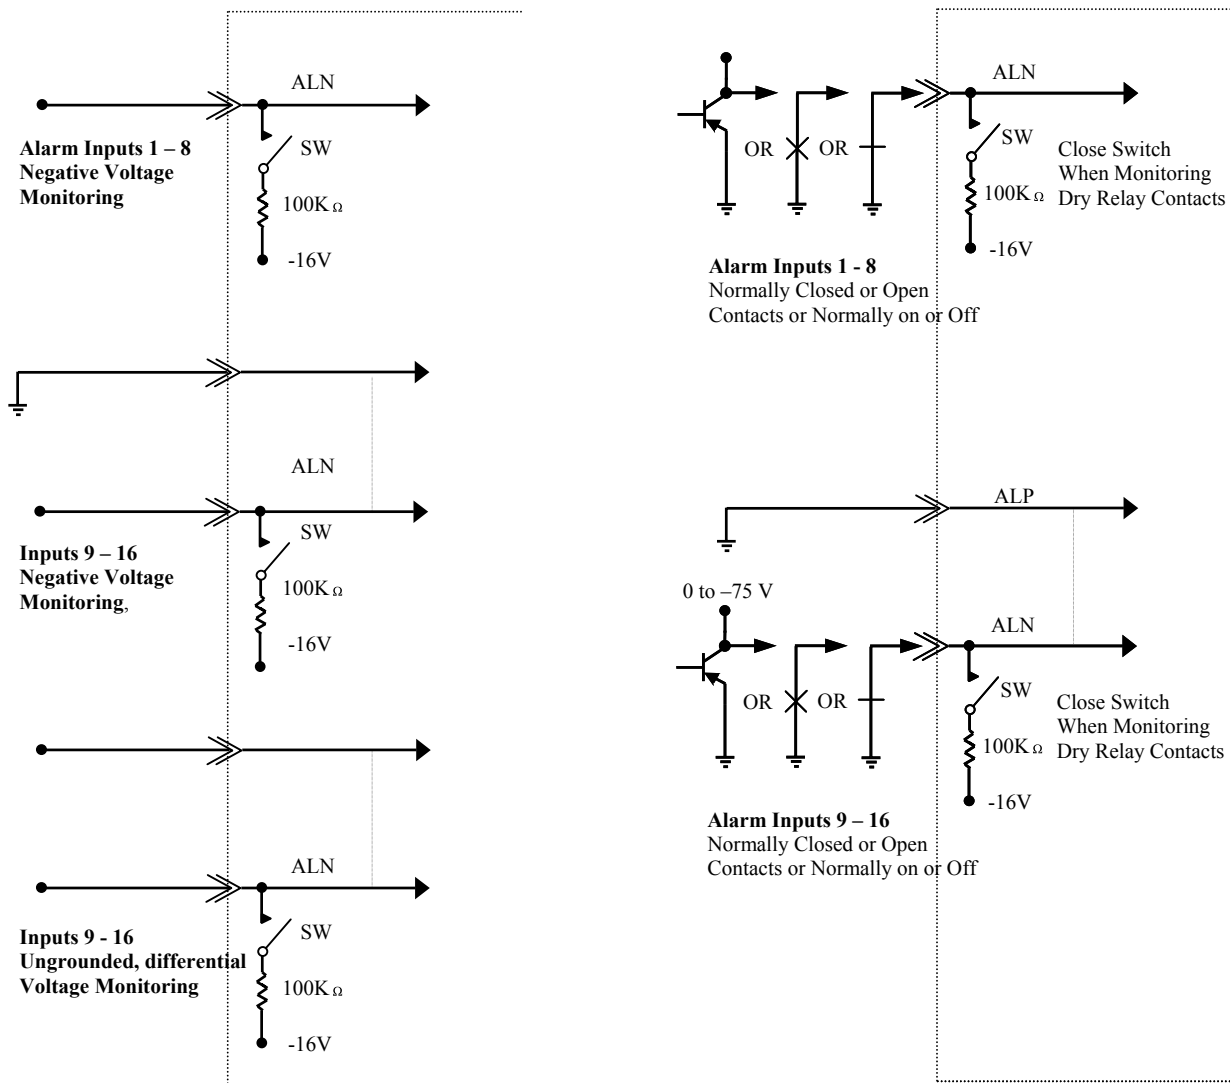 ALN
SW
Alarm Inputs 1 – 8
Negative Voltage
Monitoring
100K Ω
-16V
ALN
SW
Inputs 9 – 16
Negative Voltage
Monitoring,
100K Ω
-16V
ALN
SW
Inputs 9 - 16
Ungrounded, differential
Voltage Monitoring
100K Ω
-16V
ALN
OR
OR
SW
Close Switch
When Monitoring
Dry Relay Contacts
100K Ω
-16V
Alarm Inputs 1 - 8
Normally Closed or Open
Contacts or Normally on or Off
ALP
0 to –75 V
ALN
OR
OR
SW
Close Switch
When Monitoring
Dry Relay Contacts
100K Ω
-16V
Alarm Inputs 9 – 16
Normally Closed or Open
Contacts or Normally on or Off